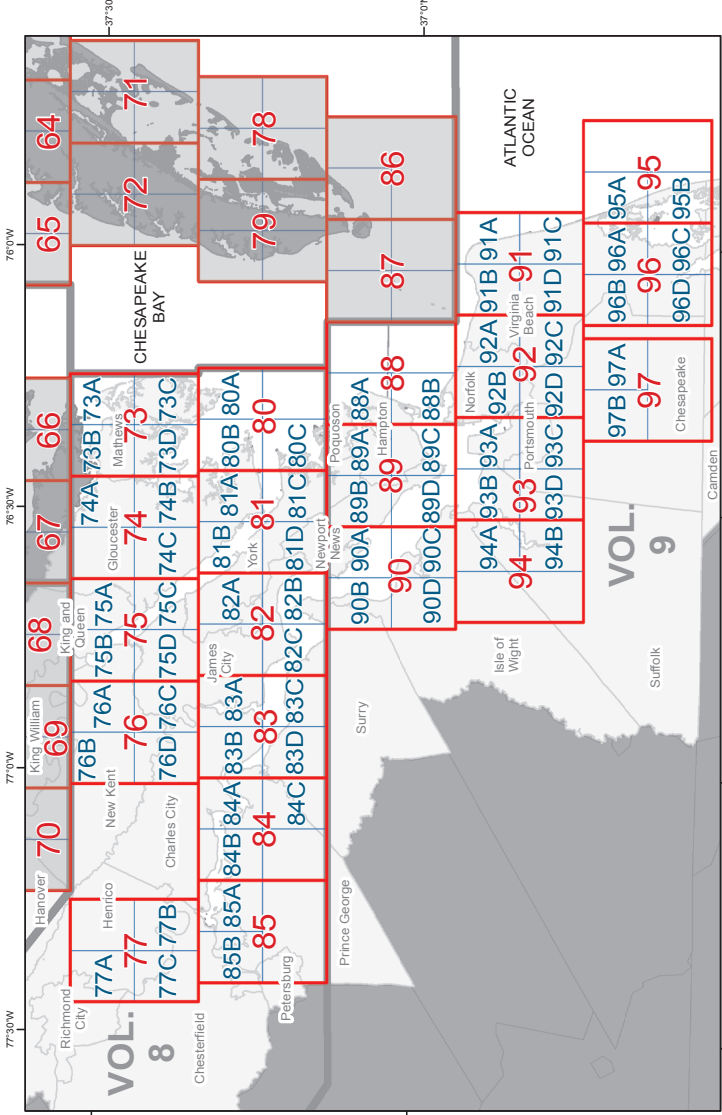 77°30'W
77°0'W
76°30'W
76°0'W
Hanover
70
King William
69
68
67
66
65
64
King and
Queen
Richmond
City
77A
76B
76A
75B
75A
74A
73B
73A
Henrico
New Kent
Gloucester
Mathews
37°30'
VOL.
8
77
76
75
74
73
72
71
CHESAPEAKE
BAY
77C
77B
Charles City
76D
76C
75D
75C
74C
74B
73D
73C
Chesterfield
James
City
85B
85A
84B
84A
83B
83A
82A
81B
81A
80B
80A
York
85
84
83
82
81
80
79
78
Petersburg
84C
83D
83C
82C
82B
81D
81C
80C
Newport
News
Poquoson
Prince George
Surry
90B
90A
89B
89A
88A
Hampton
90
89
88
87
86
90D
90C
89D
89C
88B
Norfolk
94A
93B
93A
92B
92A
91B
91A
Isle of
Wight
94
93
Portsmouth
92
Virginia
Beach
91
ATLANTIC
OCEAN
94B
93D
93C
92D
92C
91D
91C
VOL.
9
97B
97A
96B
96A
95A
Suffolk
97
96
95
Chesapeake
96D
96C
95B
Camden